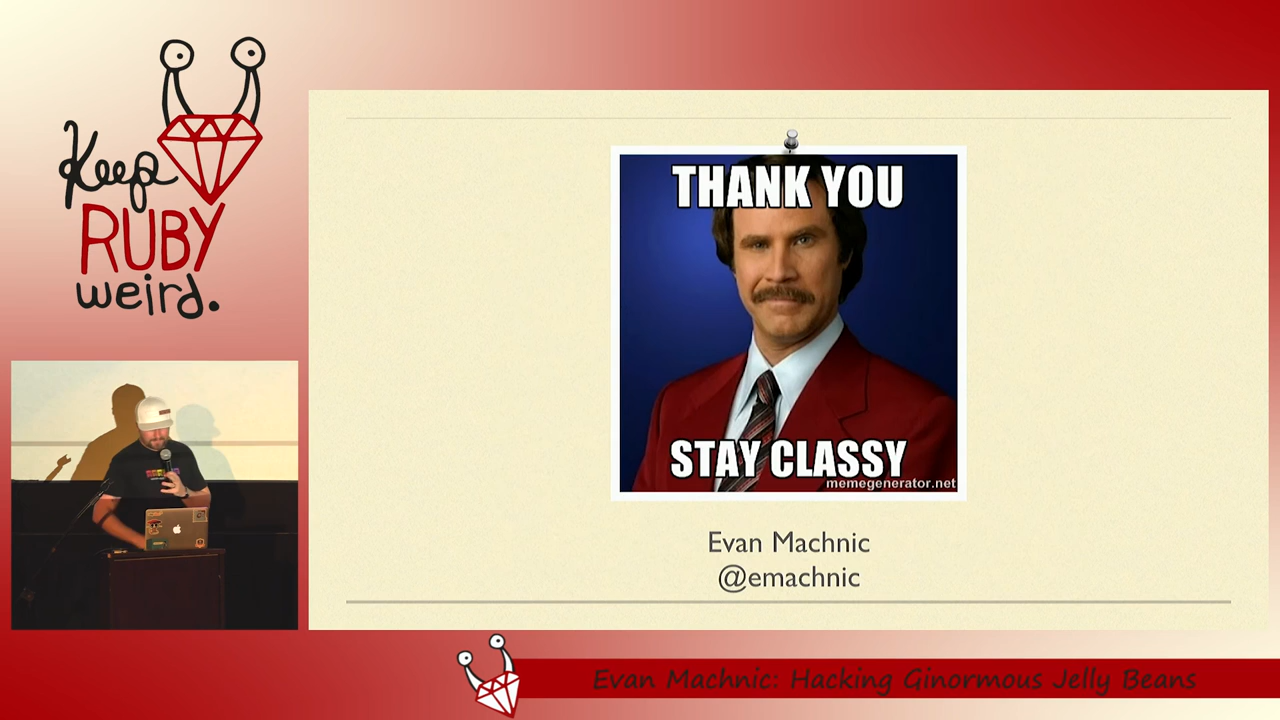 Keep
RUBY
weird.
THANK YOU
STAY CLASSY
memegenerator.net
Evan Machnic
@emachnic
Evan Machnic: Hacking Ginormous Jelly Beans